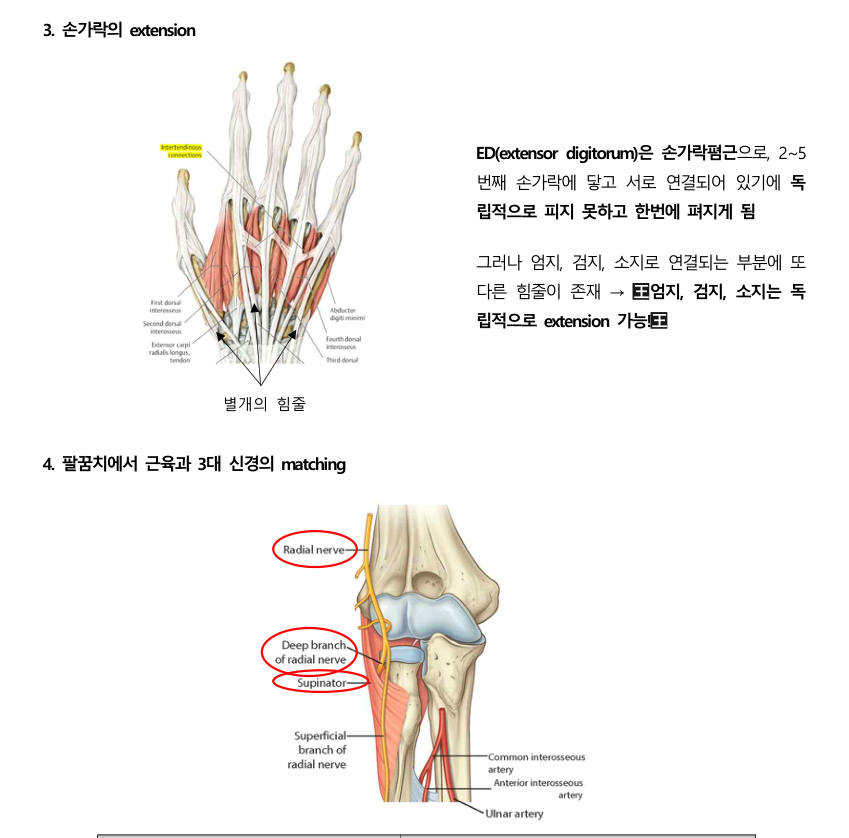 3. 손가락의 extension
Intertendinous
connections
ED(extensor digitorum)은 손가락폄근으로, 2~5
번째 손가락에 닿고 서로 연결되어 있기에 독
립적으로 피지 못하고 한번에 펴지게 됨
그러나 엄지, 검지, 소지로 연결되는 부분에 또
다른 힘줄이 존재 → 王엄지, 검지, 소지는 독
립적으로 extension 가능!王
First dorsal
interosseus
Second dorsal
interosseus
Extensor carpi
radialis longus,
tendon
Abductor
digiti minimi
Fourth dorsal
interosseus
Third dorsal
별개의 힘줄
4. 팔꿈치에서 근육과 3대 신경의 matching
Radial nerve
Deep branch
of radial nerve
Supinator
Superficial
branch of
radial nerve
Common interosseous
artery
Anterior interosseous
artery
Ulnar artery